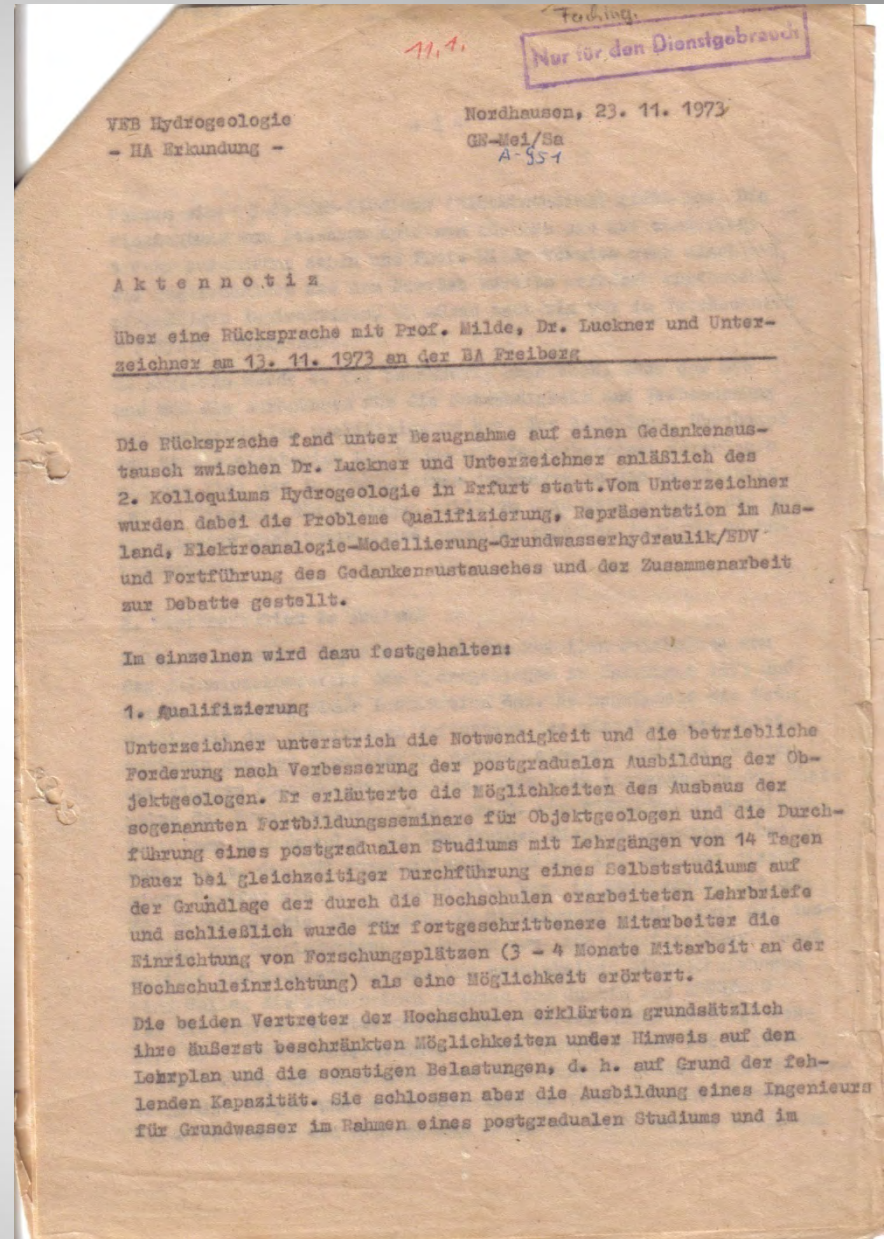 11.1.
Nur für den Dienstgebrauch
VEB Hydrogeologie
- HA Erkundung -
Nordhausen, 23. 11. 1973
GE-Mei/Sa
A-951
A k t e n n o t i z
über eine Rücksprache mit Prof. Milde, Dr. Luckner und Unter-
zeichner am 13. 11. 1973 an der BA Freiberg
Die Rücksprache fand unter Bezugnahme auf einen Gedankenaus-
tausch zwischen Dr. Luckner und Unterzeichner anläßlich des
2. Kolloquiums Hydrogeologie in Erfurt statt.Vom Unterzeichner
wurden dabei die Probleme Qualifizierung, Repräsentation im Aus-
land, Elektroanalogie-Modellierung-Grundwasserhydraulik/EDV
und Fortführung des Gedankenaustausches und der Zusammenarbeit
zur Debatte gestellt.
Im einzelnen wird dazu festgehalten:
1. Qualifizierung
Unterzeichner unterstrich die Notwendigkeit und die betriebliche
Forderung nach Verbesserung der postgradualen Ausbildung der Ob-
jektgeologen. Er erläuterte die Möglichkeiten des Ausbaus der
sogenannten Fortbildungsseminare für Objektgeologen und die Durch-
führung eines postgradualen Studiums mit Lehrgängen von 14 Tagen
Dauer bei gleichzeitiger Durchführung eines Selbststudiums auf
der Grundlage der durch die Hochschulen erarbeiteten Lehrbriefe
und schließlich wurde für fortgeschrittenere Mitarbeiter die
Einrichtung von Forschungsplätzen (3 - 4 Monate Mitarbeit an der
Hochschuleinrichtung) als eine Möglichkeit erörtert.
Die beiden Vertreter der Hochschulen erklärten grundsätzlich
ihre äußerst beschränkten Möglichkeiten under Hinweis auf den
Lehrplan und die sonstigen Belastungen, d. h. auf Grund der feh-
lenden Kapazität. Sie schlossen aber die Ausbildung eines Ingenieurs
für Grundwasser im Rahmen eines postgradualen Studiums und im